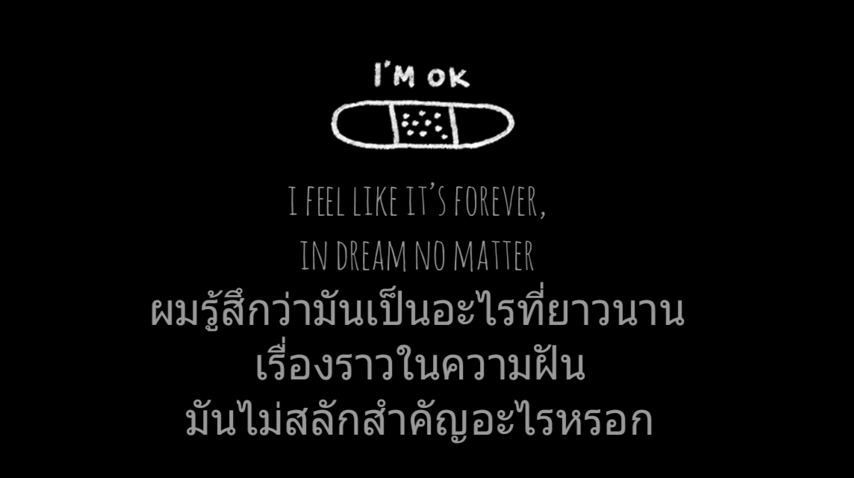 I'M OK
I FEEL LIKE IT'S FOREVER,
IN DREAM NO MATTER
ผมรู้สึกว่ามันเป็นอะไรที่ยาวนาน
เรื่องราวในความฝัน
มันไม่สลักสำคัญอะไรหรอก